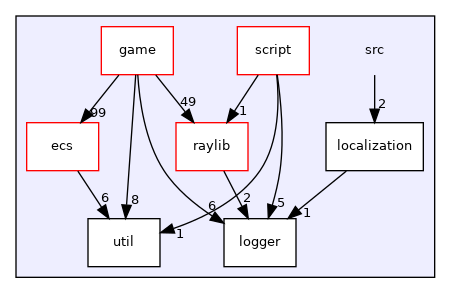 game script src
99 49 1 2
ecs raylib localization
6 8 6 2 5 1
util 1 logger